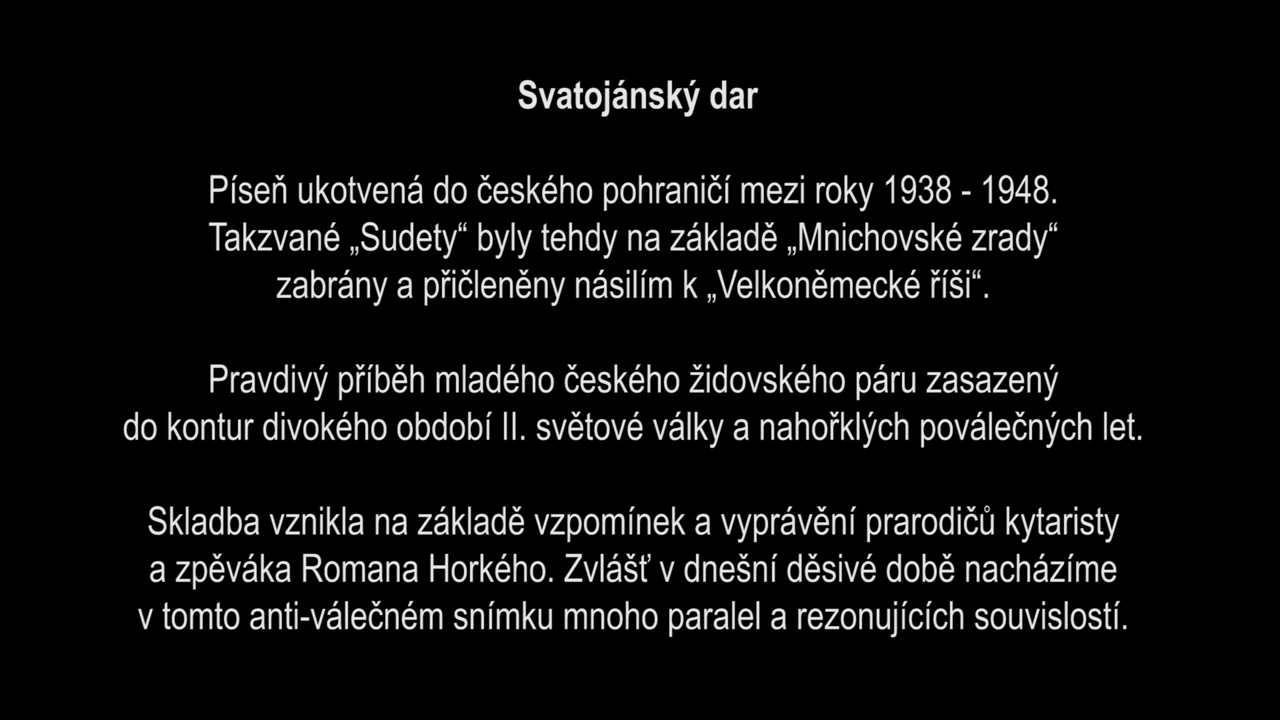 Svatojánský dar
Píseň ukotvená do českého pohraničí mezi roky 1938 - 1948.
Takzvané „Sudety“ byly tehdy na základě „Mnichovské zrady“
zabrány a přičleněny násilím k „Velkoněmecké říši“.
Pravdivý příběh mladého českého židovského páru zasazený
do kontur divokého období II. světové války a nahořklých poválečných let.
Skladba vznikla na základě vzpomínek a vyprávění prarodičů kytaristy
a zpěváka Romana Horkého. Zvlášť v dnešní děsivé době nacházíme
v tomto anti-válečném snímku mnoho paralel a rezonujících souvislostí.